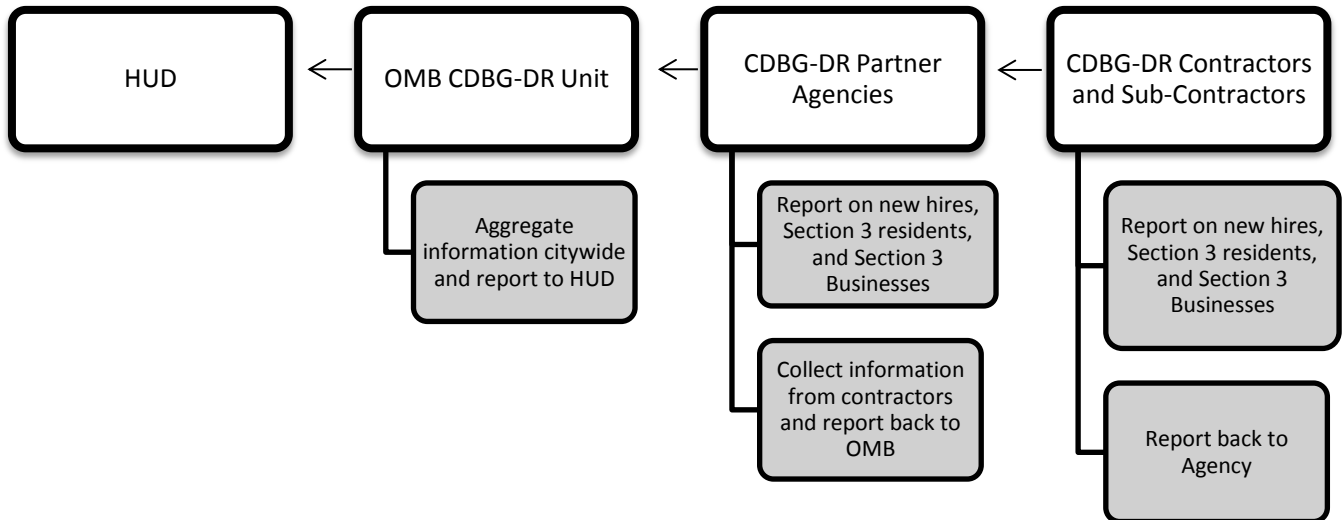 HUD
OMB CDBG-DR Unit
CDBG-DR Partner
Agencies
CDBG-DR Contractors
and Sub-Contractors
Aggregate
information citywide
and report to HUD
Report on new hires,
Section 3 residents,
and Section 3
Businesses
Collect information
from contractors
and report back to
OMB
Report on new hires,
Section 3 residents,
and Section 3
Businesses
Report back to
Agency